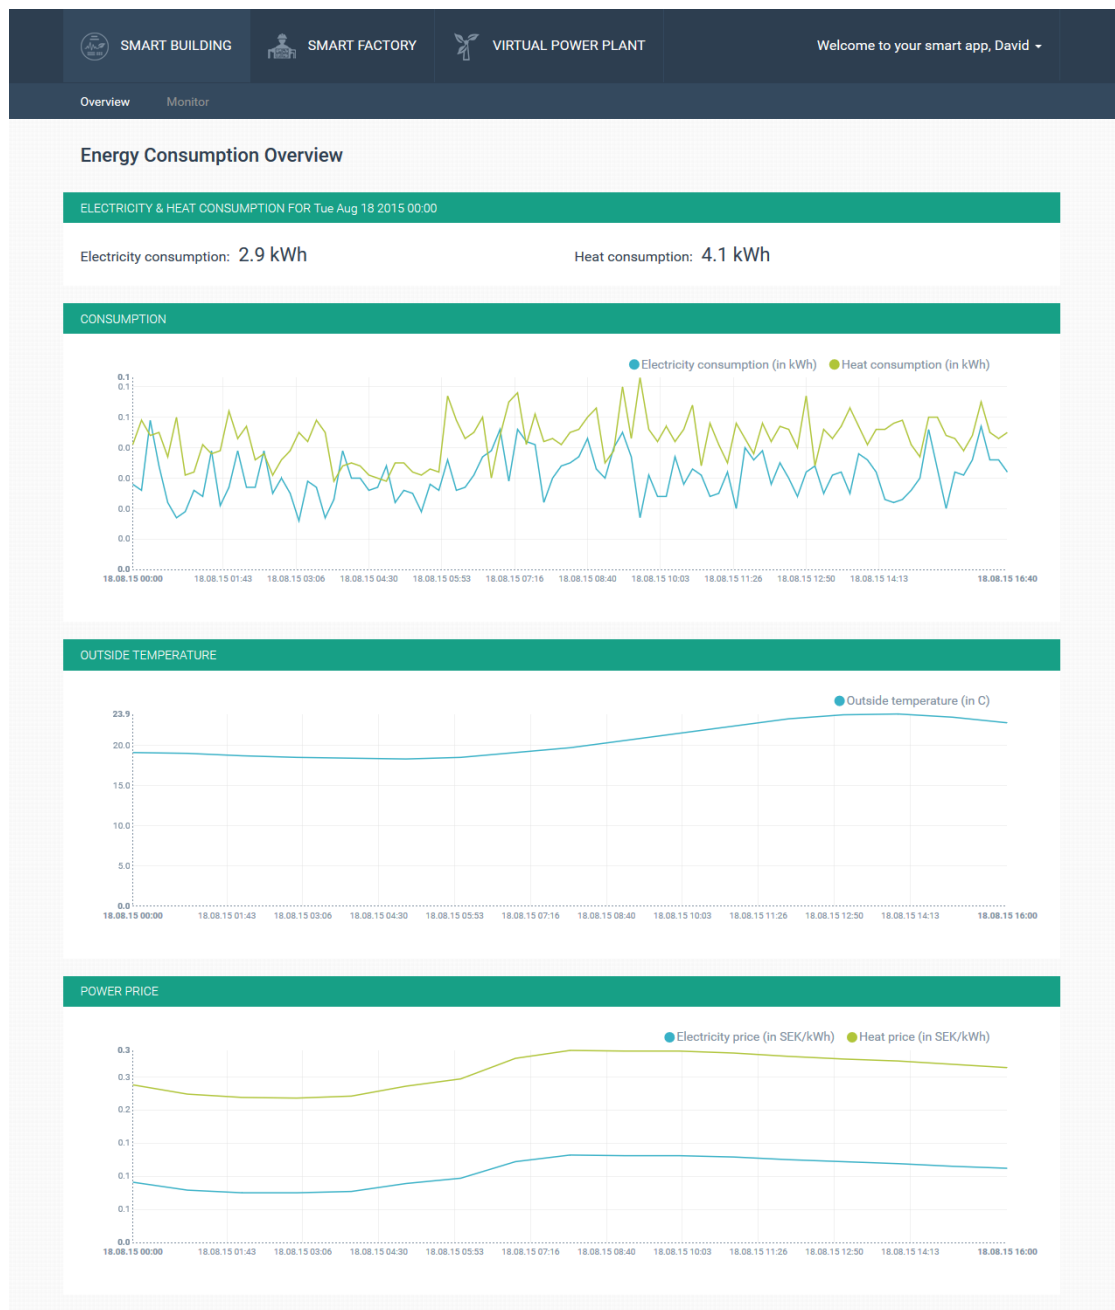 SMART BUILDING SMART FACTORY VIRTUAL POWER PLANT Welcome to your smart app, David
Overview Monitor
Energy Consumption Overview
ELECTRICITY & HEAT CONSUMPTION FOR Tue Aug 18 2015 00:00
Electricity consumption: 2.9 kWh Heat consumption: 4.1 kWh
CONSUMPTION
Electricity consumption (in kWh) Heat consumption (in kWh)
0.1
0.1
0.1
0.0
0.0
0.0
0.0
0.0
18.08.15 00:00 18.08.15 01:43 18.08.15 03:06 18.08.15 04:30 18.08.15 05:53 18.08.15 07:16 18.08.15 08:40 18.08.15 10:03 18.08.15 11:26 18.08.15 12:50 18.08.15 14:13 18.08.15 16:40
OUTSIDE TEMPERATURE
Outside temperature (in C)
23.9
20.0
15.0
10.0
5.0
0.0
18.08.15 00:00 18.08.15 01:43 18.08.15 03:06 18.08.15 04:30 18.08.15 05:53 18.08.15 07:16 18.08.15 08:40 18.08.15 10:03 18.08.15 11:26 18.08.15 12:50 18.08.15 14:13 18.08.15 16:00
POWER PRICE
Electricity price (in SEK/kWh) Heat price (in SEK/kWh)
0.3
0.3
0.2
0.1
0.1
0.1
0.0
18.08.15 00:00 18.08.15 01:43 18.08.15 03:06 18.08.15 04:30 18.08.15 05:53 18.08.15 07:16 18.08.15 08:40 18.08.15 10:03 18.08.15 11:26 18.08.15 12:50 18.08.15 14:13 18.08.15 16:00